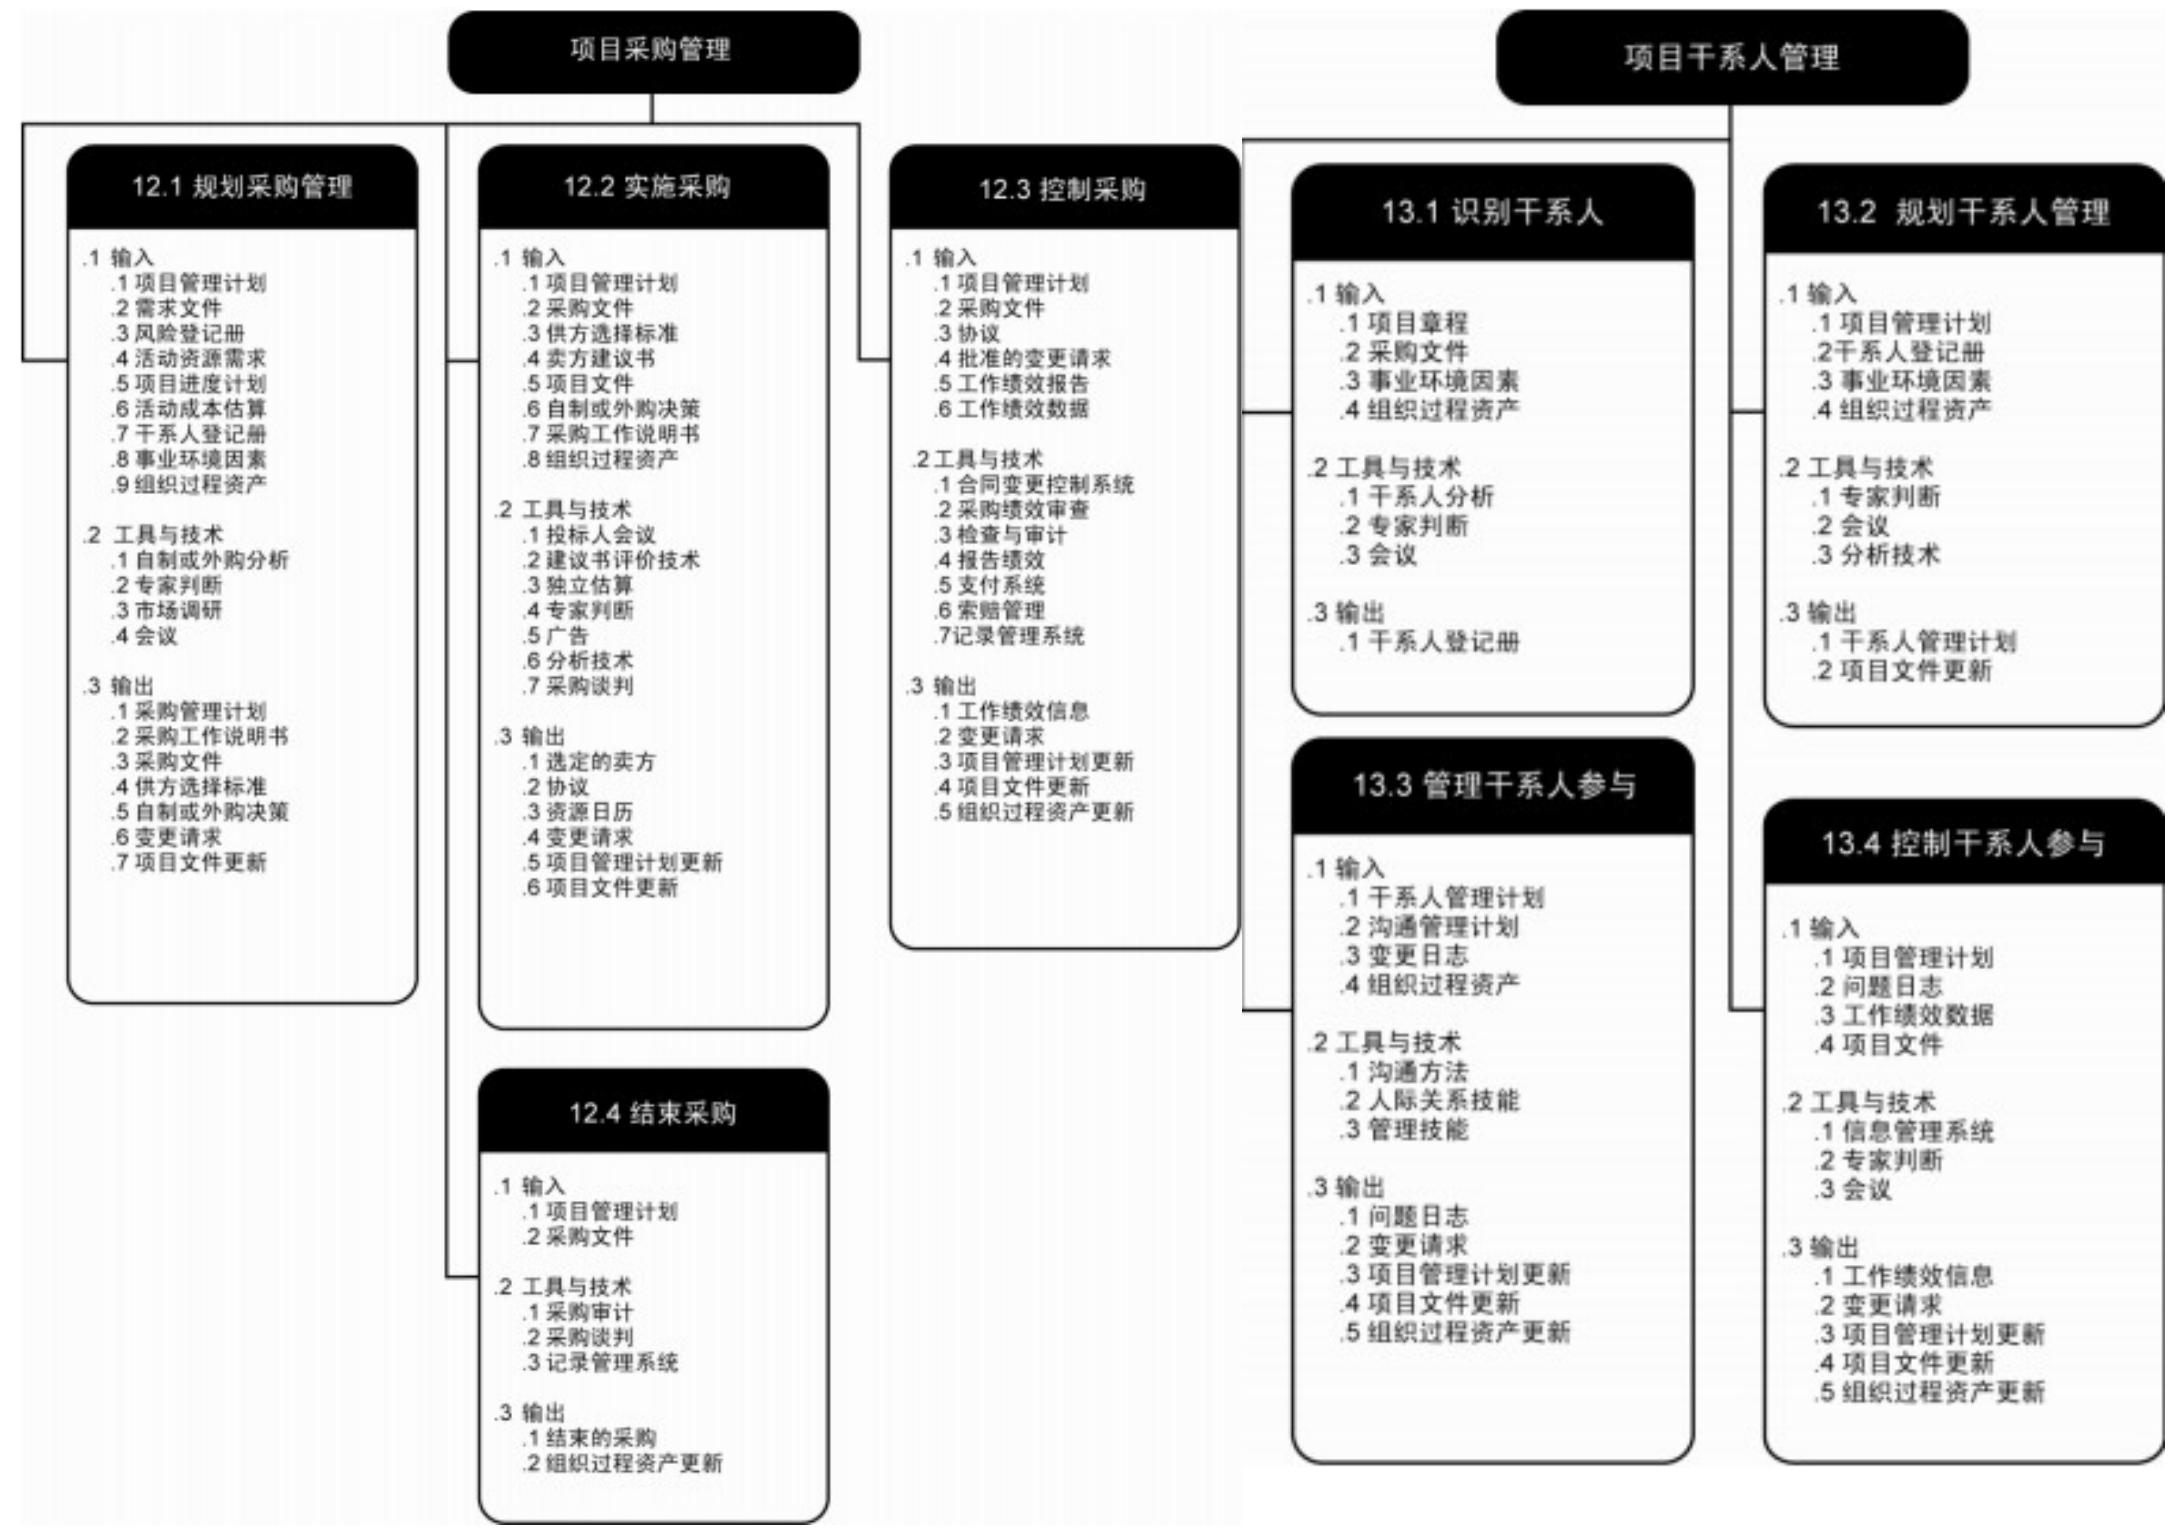 项目采购管理
12.1 规划采购管理
.1 输入
.1 项目管理计划
.2 需求文件
.3 风险登记册
.4 活动资源需求
.5 项目进度计划
.6 活动成本估算
.7 干系人登记册
.8 事业环境因素
.9 组织过程资产
.2 工具与技术
.1 自制或外购分析
.2 专家判断
.3 市场调研
.4 会议
.3 输出
.1 采购管理计划
.2 采购工作说明书
.3 采购文件
.4 供方选择标准
.5 自制或外购决策
.6 变更请求
.7 项目文件更新
12.2 实施采购
.1 输入
.1 项目管理计划
.2 采购文件
.3 供方选择标准
.4 卖方建议书
.5 项目文件
.6 自制或外购决策
.7 采购工作说明书
.8 组织过程资产
.2 工具与技术
.1 投标人会议
.2 建议书评价技术
.3 独立估算
.4 专家判断
.5 广告
.6 分析技术
.7 采购谈判
.3 输出
.1 选定的卖方
.2 协议
.3 资源日历
.4 变更请求
.5 项目管理计划更新
.6 项目文件更新
12.3 控制采购
.1 输入
.1 项目管理计划
.2 采购文件
.3 协议
.4 批准的变更请求
.5 工作绩效报告
.6 工作绩效数据
.2 工具与技术
.1 合同变更控制系统
.2 采购绩效审查
.3 检查与审计
.4 报告绩效
.5 支付系统
.6 索赔管理
.7记录管理系统
.3 输出
.1 工作绩效信息
.2 变更请求
.3 项目管理计划更新
.4 项目文件更新
.5 组织过程资产更新
12.4 结束采购
.1 输入
.1 项目管理计划
.2 采购文件
.2 工具与技术
.1 采购审计
.2 采购谈判
.3 记录管理系统
.3 输出
.1 结束的采购
.2 组织过程资产更新
项目干系人管理
13.1 识别干系人
.1 输入
.1 项目章程
.2 采购文件
.3 事业环境因素
.4 组织过程资产
.2 工具与技术
.1 干系人分析
.2 专家判断
.3 会议
.3 输出
.1 干系人登记册
13.2 规划干系人管理
.1 输入
.1 项目管理计划
.2干系人登记册
.3 事业环境因素
.4 组织过程资产
.2 工具与技术
.1 专家判断
.2 会议
.3 分析技术
.3 输出
.1 干系人管理计划
.2 项目文件更新
13.3 管理干系人参与
.1 输入
.1 干系人管理计划
.2 沟通管理计划
.3 变更日志
.4 组织过程资产
.2 工具与技术
.1 沟通方法
.2 人际关系技能
.3 管理技能
.3 输出
.1 问题日志
.2 变更请求
.3 项目管理计划更新
.4 项目文件更新
.5 组织过程资产更新
13.4 控制干系人参与
.1 输入
.1 项目管理计划
.2 问题日志
.3 工作绩效数据
.4 项目文件
.2 工具与技术
.1 信息管理系统
.2 专家判断
.3 会议
.3 输出
.1 工作绩效信息
.2 变更请求
.3 项目管理计划更新
.4 项目文件更新
.5 组织过程资产更新